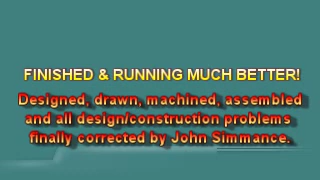 FINISHED & RUNNING MUCH BETTER!
Designed, drawn, machined, assembled
and all design/construction problems
finally corrected by John Simmance.